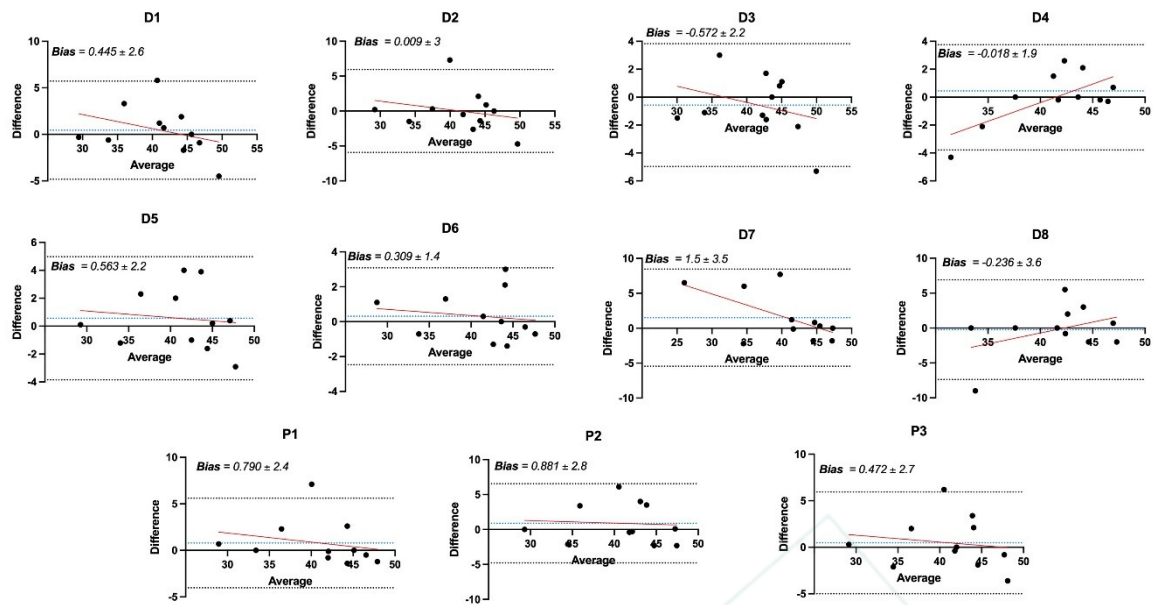 D1
Bias = 0.445 ± 2.6
Difference
10
5
0
-5
25 30 35 40 45 50 55
Average
D2
Bias = 0.009 ± 3
Difference
10
5
0
-5
-10
30 35 40 45 50 55
Average
D3
Bias = -0.572 ± 2.2
Difference
4
2
0
-2
-4
-6
30 35 40 45 50 55
Average
D4
Bias = -0.018 ± 1.9
Difference
4
2
0
-2
-4
-6
35 40 45 50
Average
D5
Bias = 0.563 ± 2.2
Difference
6
4
2
0
-2
-4
30 35 40 45 50
Average
D6
Bias = 0.309 ± 1.4
Difference
4
2
0
-2
-4
30 35 40 45 50
Average
D7
Bias = 1.5 ± 3.5
Difference
10
5
0
-5
-10
25 30 35 40 45 50
Average
D8
Bias = -0.236 ± 3.6
Difference
10
5
0
-5
-10
35 40 45 50
Average
P1
Bias = 0.790 ± 2.4
Difference
10
5
0
-5
30 35 40 45 50
Average
P2
Bias = 0.881 ± 2.8
Difference
10
5
0
-5
-10
30 35 40 45 50
Average
P3
Bias = 0.472 ± 2.7
Difference
10
5
0
-5
30 35 40 45 50
Average